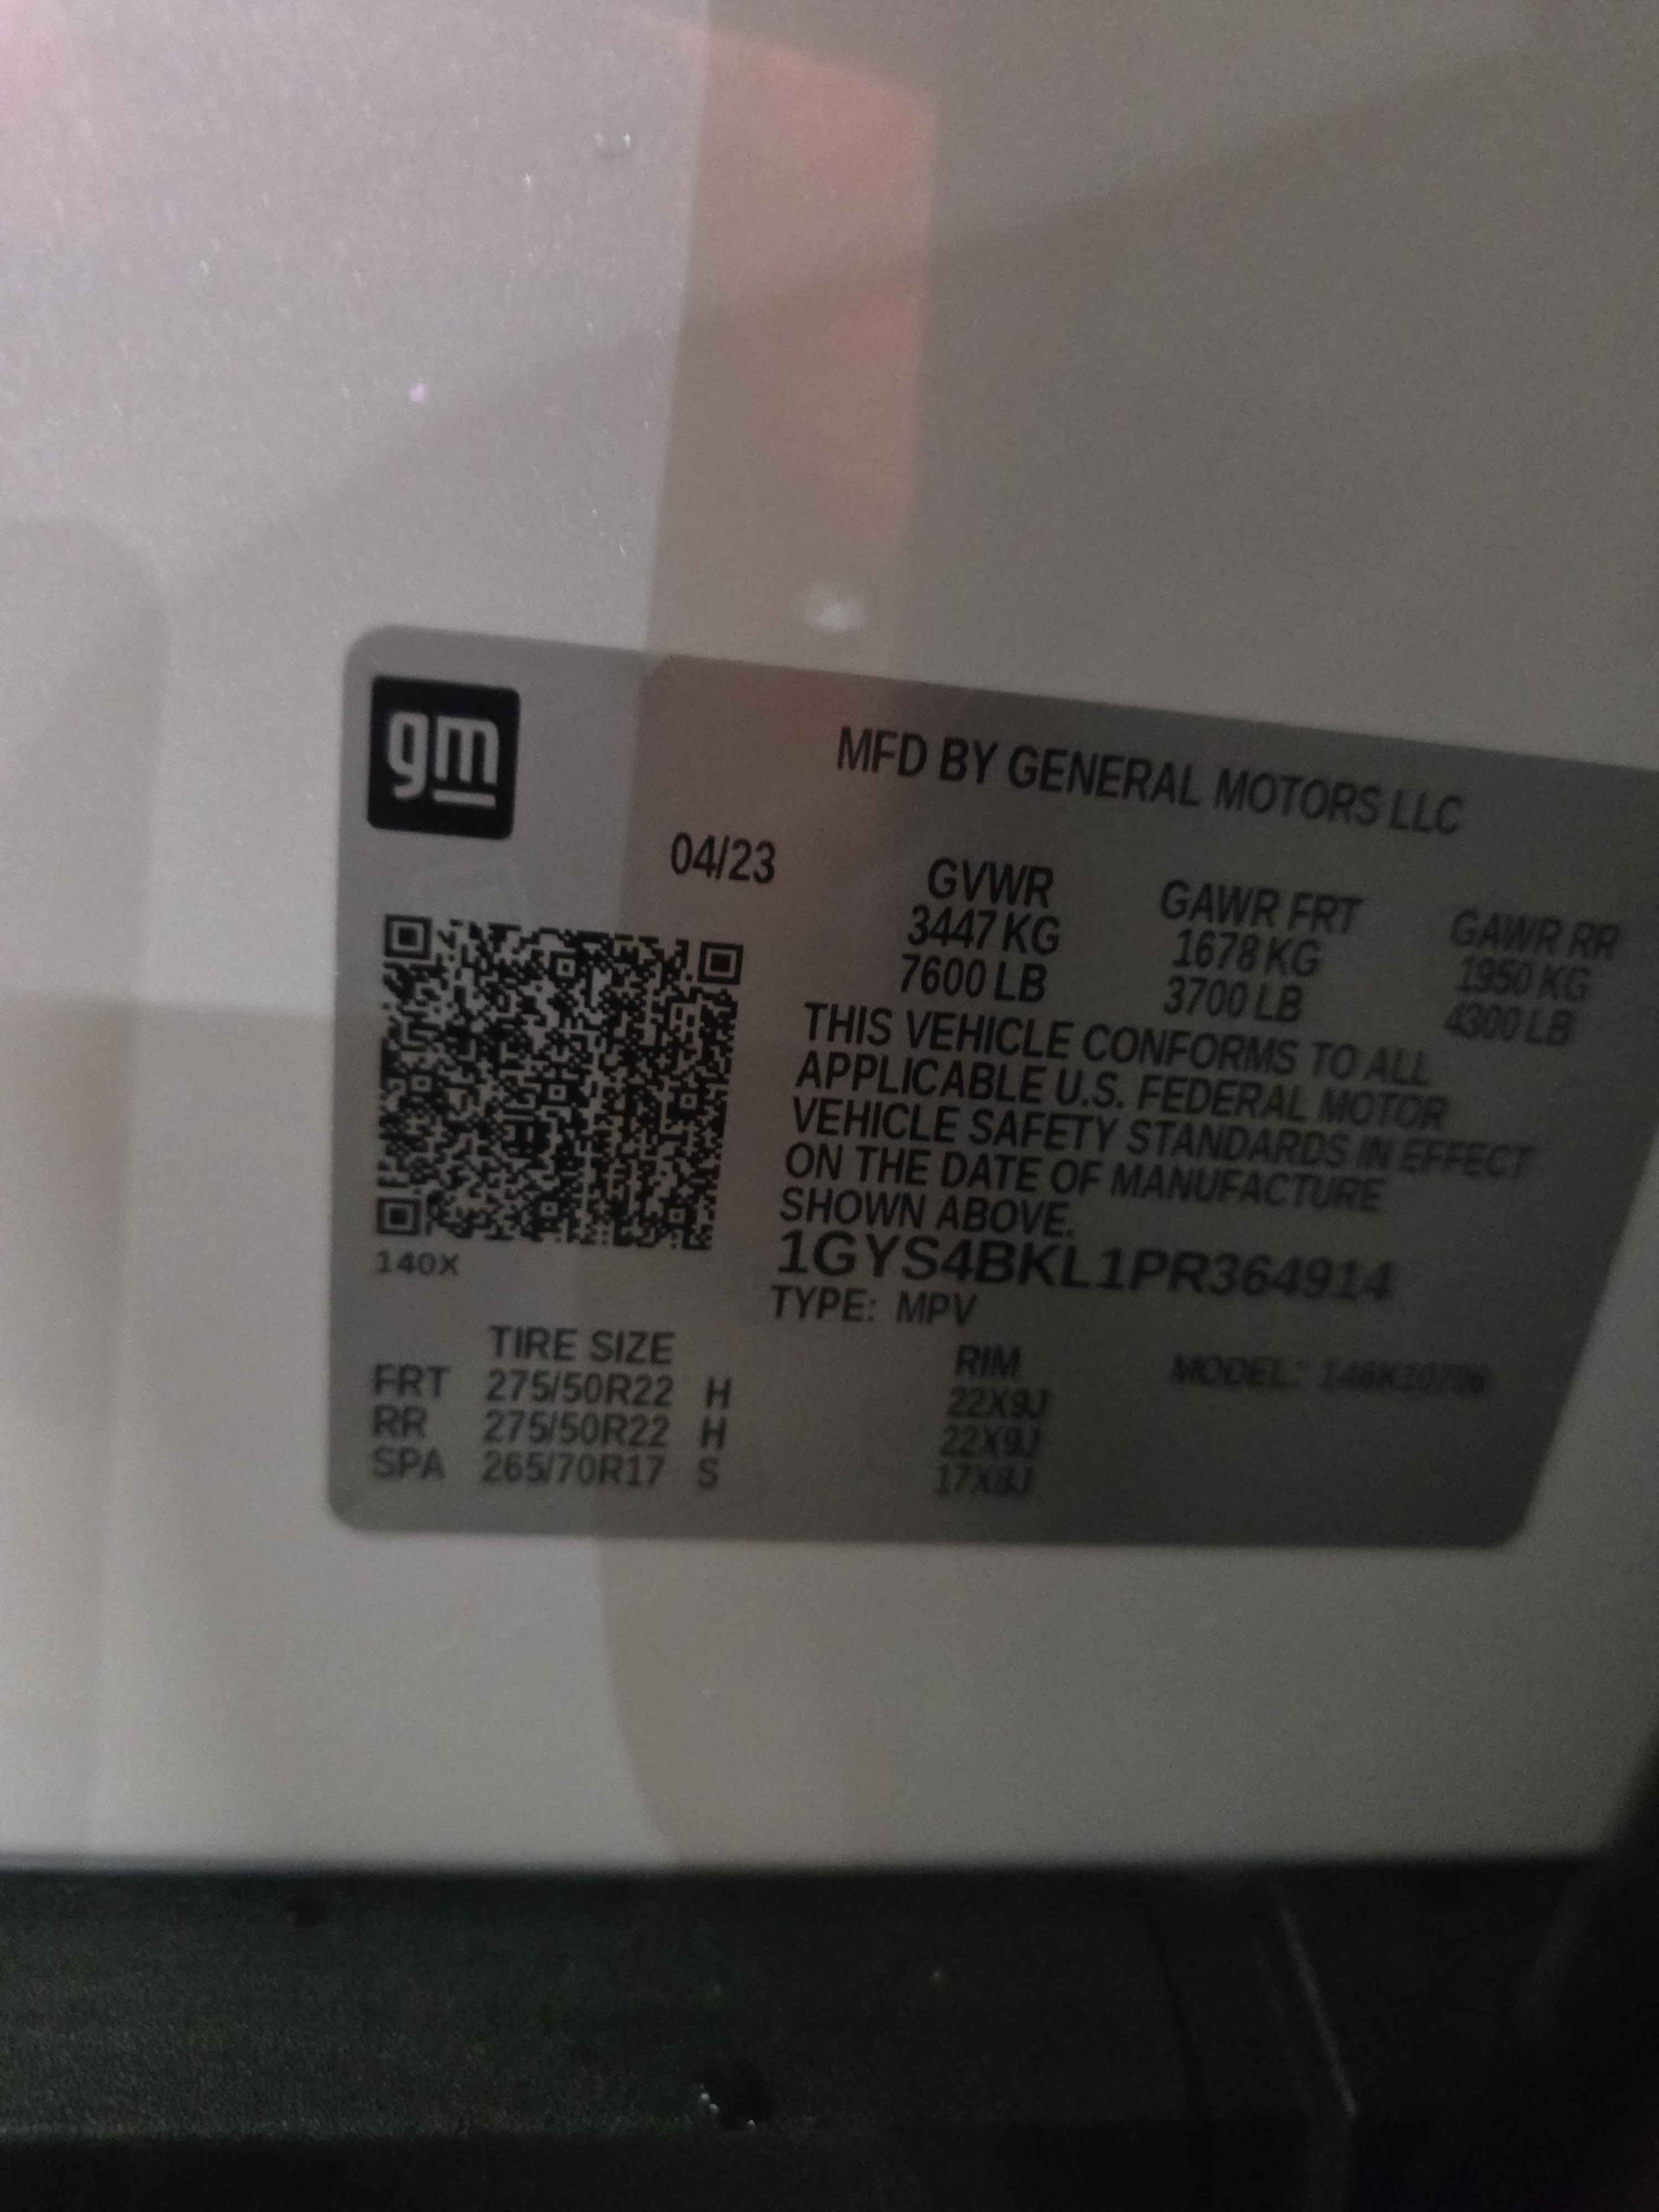 gm
MFD BY GENERAL MOTORS LLC
04/23
GVWR GAWR FRT GAWR RR
3447 KG 1678 KG 1950 KG
7600 LB 3700 LB 4300 LB
THIS VEHICLE CONFORMS TO ALL
APPLICABLE U.S. FEDERAL MOTOR
VEHICLE SAFETY STANDARDS IN EFFECT
ON THE DATE OF MANUFACTURE
SHOWN ABOVE.
1GYS4BKL1PR364914
140X
TYPE: MPV
TIRE SIZE RIM MODEL:
FRT 275/50R22 H 22X9J
RR 275/50R22 H 22X9J
SPA 265/70R17 S 17X8J